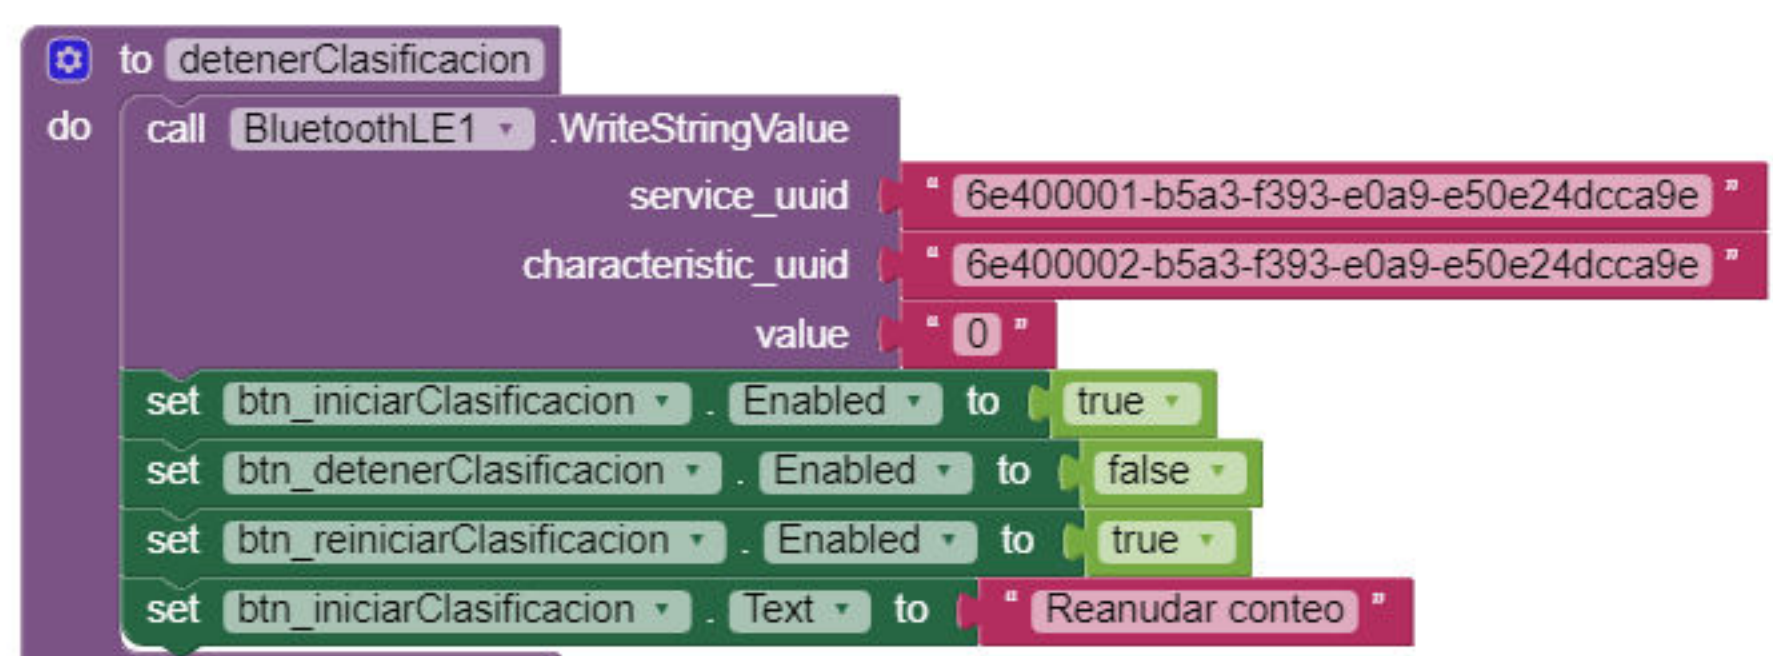 to detenerClasificacion
do call BluetoothLE1 .WriteStringValue
service_uuid " 6e400001-b5a3-f393-e0a9-e50e24dcca9e "
characteristic_uuid " 6e400002-b5a3-f393-e0a9-e50e24dcca9e "
value " 0 "
set btn_iniciarClasificacion . Enabled to true
set btn_detenerClasificacion . Enabled to false
set btn_reiniciarClasificacion . Enabled to true
set btn_iniciarClasificacion . Text to " Reanudar conteo "